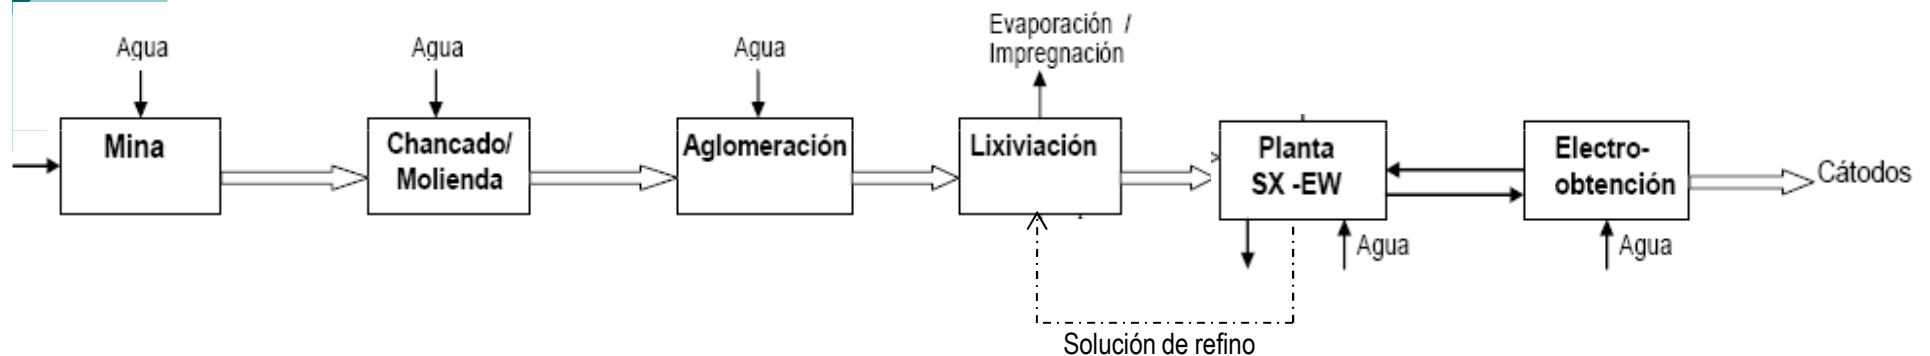 Evaporación /
Impregnación
Agua
Agua
Agua
Mina
Chancado/
Molienda
Aglomeración
Lixiviación
Planta
SX -EW
Electro-
obtención
Cátodos
Agua
Agua
Solución de refino